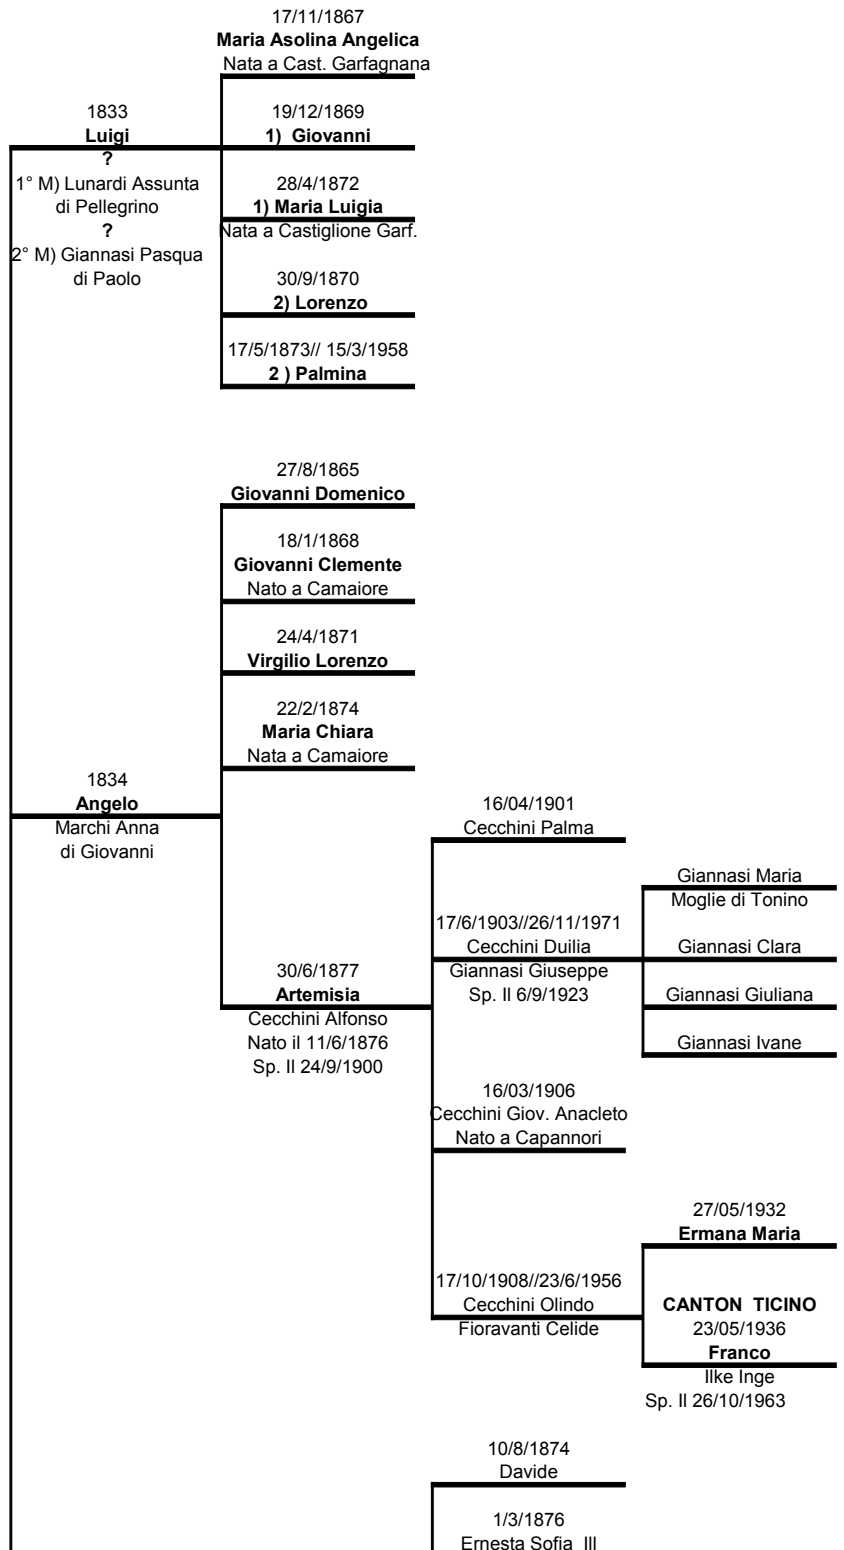 17/11/1867
Maria Asolina Angelica
Nata a Cast. Garfagnana
1833
Luigi
?
1° M) Lunardi Assunta
di Pellegrino
?
2° M) Giannasi Pasqua
di Paolo
19/12/1869
1) Giovanni
28/4/1872
1) Maria Luigia
Nata a Castiglione Garf.
30/9/1870
2) Lorenzo
17/5/1873// 15/3/1958
2 ) Palmina
27/8/1865
Giovanni Domenico
18/1/1868
Giovanni Clemente
Nato a Camaiore
24/4/1871
Virgilio Lorenzo
22/2/1874
Maria Chiara
Nata a Camaiore
1834
Angelo
Marchi Anna
di Giovanni
30/6/1877
Artemisia
Cecchini Alfonso
Nato il 11/6/1876
Sp. Il 24/9/1900
16/04/1901
Cecchini Palma
17/6/1903//26/11/1971
Cecchini Duilia
Giannasi Giuseppe
Sp. Il 6/9/1923
Giannasi Maria
Moglie di Tonino
Giannasi Clara
Giannasi Giuliana
Giannasi Ivane
16/03/1906
Cecchini Giov. Anacleto
Nato a Capannori
17/10/1908//23/6/1956
Cecchini Olindo
Fioravanti Celide
27/05/1932
Ermana Maria
CANTON TICINO
23/05/1936
Franco
Ilke Inge
Sp. Il 26/10/1963
10/8/1874
Davide
1/3/1876
Ernesta Sofia III